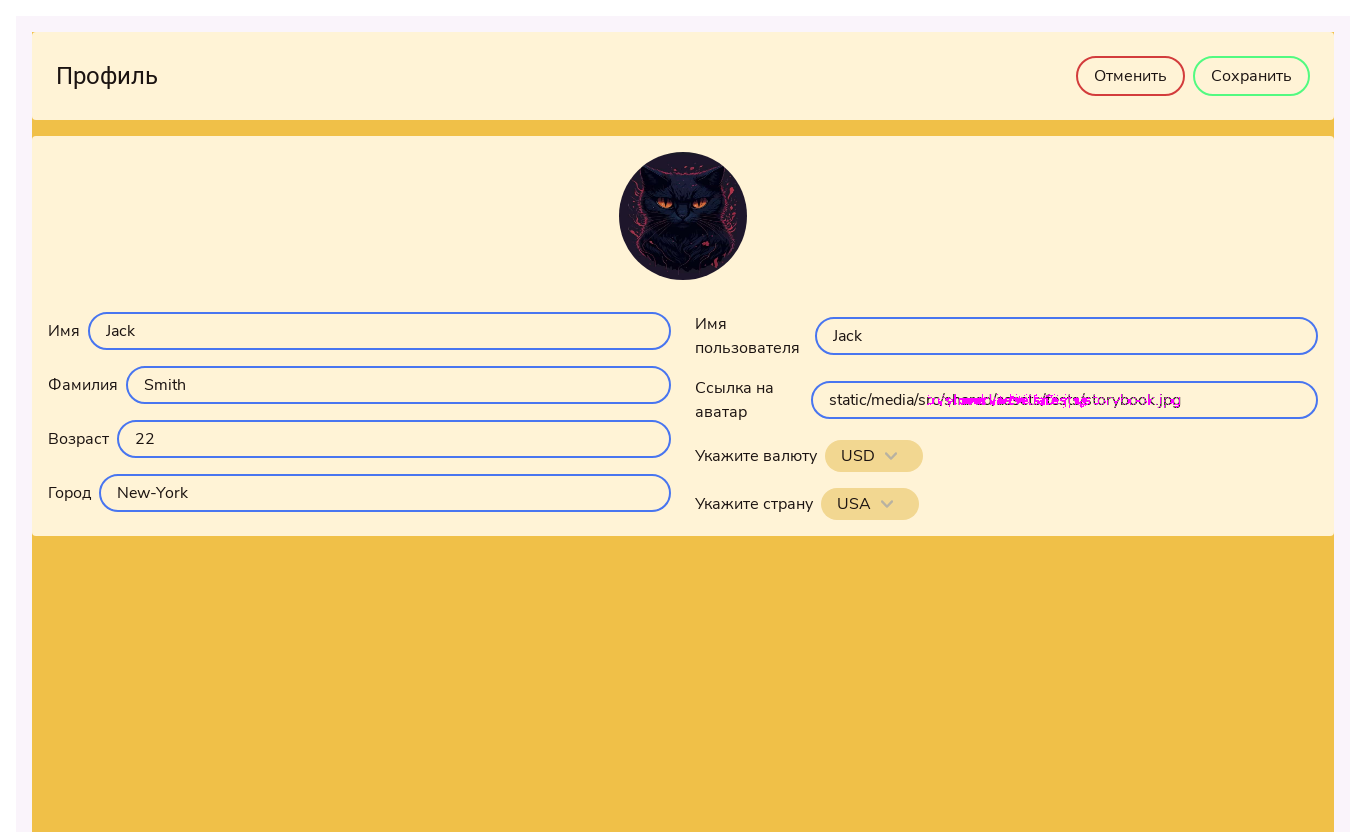 Профиль
Отменить
Сохранить
Имя
Jack
Фамилия
Smith
Возраст
22
Город
New-York
Имя
пользователя
Jack
Ссылка на
аватар
static/media/src/shared/assets/tests/storybook.jpg
Укажите валюту
USD
Укажите страну
USA